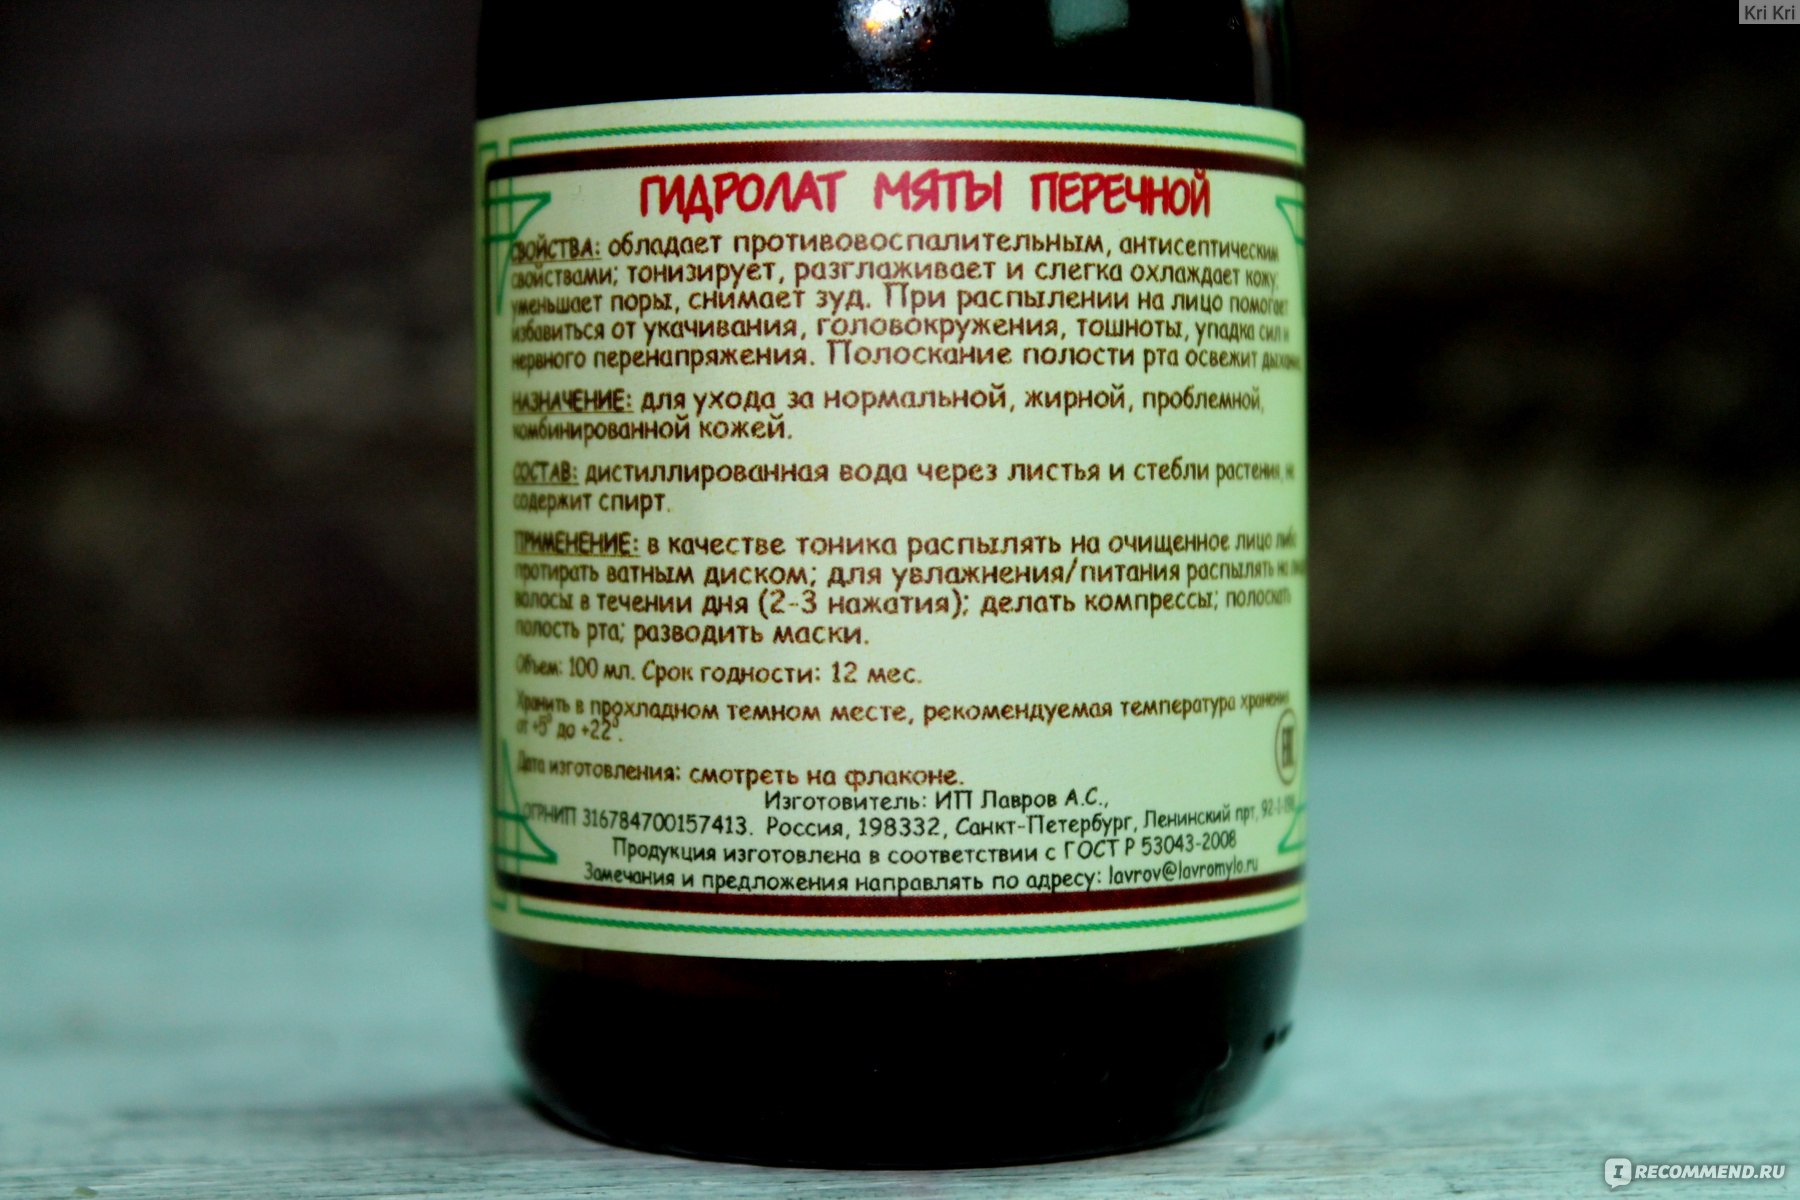 Kri Kri
ГИДРОЛАТ МЯТЫ ПЕРЕЧНОЙ
СВОЙСТВА: обладает противовоспалительным, антисептическим
свойствами; тонизирует, разглаживает и слегка охлаждает кожу;
уменьшает поры, снимает зуд. При распылении на лицо помогает
избавиться от укачивания, головокружения, тошноты, упадка сил и
нервного перенапряжения. Полоскание полости рта освежит
НАЗНАЧЕНИЕ: для ухода за нормальной, жирной, проблемной,
комбинированной кожей.
СОСТАВ: дистиллированная вода через листья и стебли растения, не
содержит спирт.
ПРИМЕНЕНИЕ: в качестве тоника распылять на очищенное лицо либо
протирать ватным диском; для увлажнения/питания распылять на
волосы в течении дня (2-3 нажатия); делать компрессы; полоскать
полость рта; разводить маски.
Объем: 100 мл. Срок годности: 12 мес.
Хранить в прохладном темном месте, рекомендуемая температура хранения
от +5° до +22°.
EAC
Дата изготовления: смотреть на флаконе.
Изготовитель: ИП Лавров А.С.,
ОГРНИП 316784700157413. Россия, 198332, Санкт-Петербург, Ленинский прт,
Продукция изготовлена в соответствии с ГОСТ Р 53043-2008
Замечания и предложения направлять по адресу: lavrov@lavromylo.ru
IRECOMMEND.RU